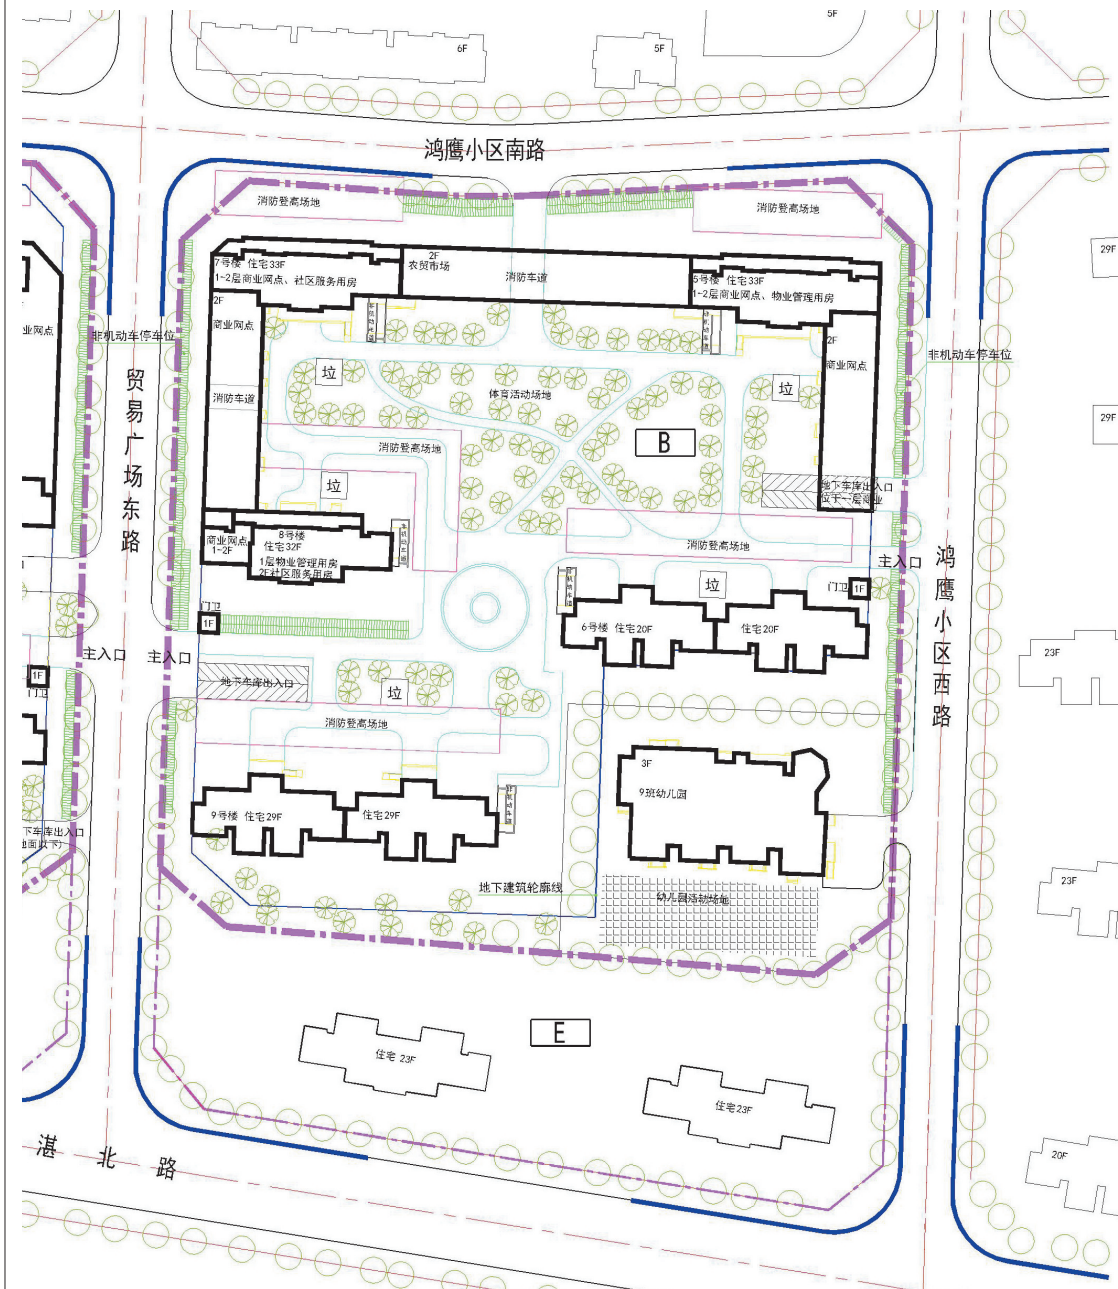 5F
6F
5F
鸿鹰小区南路
消防登高场地
消防登高场地
29F
7号楼 住宅33F
1~2层商业网点、社区服务用房
2F
农贸市场
消防车道
5号楼 住宅33F
1~2层商业网点、物业管理用房
2F
商业网点
业网点
非机动车停车位
2F
商业网点
非机动车停车位
垃
垃
贸易广场东路
消防车道
体育活动场地
29F
消防登高场地
B
垃
地下车库出入口
位于一层商业
商业网点
1~2F
8号楼
住宅32F
1层物业管理用房
2F社区服务用房
非机动车道
消防登高场地
主入口
鸿鹰小区西路
垃
门卫
1F
门卫
1F
6号楼 住宅20F
住宅20F
主入口
主入口
1F
门卫
23F
地下车库出入口
垃
消防登高场地
3F
9班幼儿园
9号楼 住宅29F
住宅29F
非机动车道
下车库出入口
地面以下)
地下建筑轮廓线
幼儿园活动场地
23F
E
住宅 23F
住宅23F
湛北路
20F